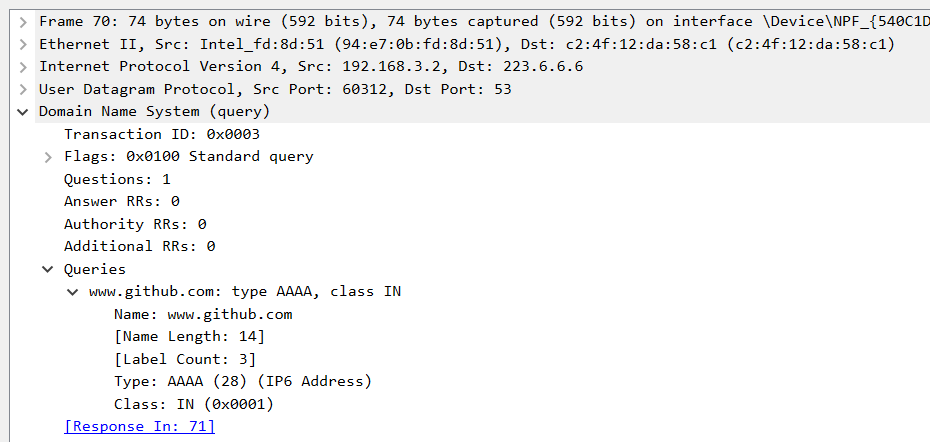 Frame 70: 74 bytes on wire (592 bits), 74 bytes captured (592 bits) on interface \Device\NPF_{540C1D
Ethernet II, Src: Intel_fd:8d:51 (94:e7:0b:fd:8d:51), Dst: c2:4f:12:da:58:c1 (c2:4f:12:da:58:c1)
Internet Protocol Version 4, Src: 192.168.3.2, Dst: 223.6.6.6
User Datagram Protocol, Src Port: 60312, Dst Port: 53
Domain Name System (query)
Transaction ID: 0x0003
Flags: 0x0100 Standard query
Questions: 1
Answer RRs: 0
Authority RRs: 0
Additional RRs: 0
Queries
www.github.com: type AAAA, class IN
Name: www.github.com
[Name Length: 14]
[Label Count: 3]
Type: AAAA (28) (IP6 Address)
Class: IN (0x0001)
[Response In: 71]